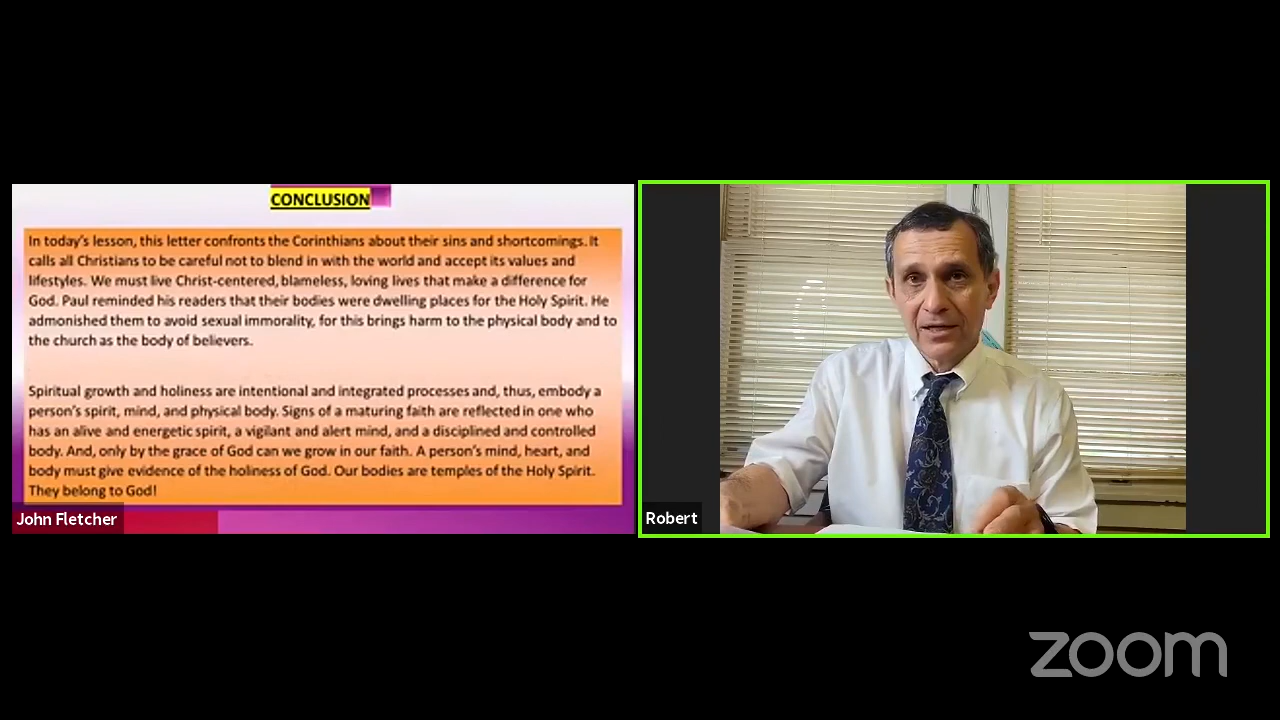 CONCLUSION
In today's lesson, this letter confronts the Corinthians about their sins and shortcomings. It
calls all Christians to be careful not to blend in with the world and accept its values and
lifestyles. We must live Christ-centered, blameless, loving lives that make a difference for
God. Paul reminded his readers that their bodies were dwelling places for the Holy Spirit. He
admonished them to avoid sexual immorality, for this brings harm to the physical body and to
the church as the body of believers.
Spiritual growth and holiness are intentional and integrated processes and, thus, embody a
person's spirit, mind, and physical body. Signs of a maturing faith are reflected in one who
has an alive and energetic spirit, a vigilant and alert mind, and a disciplined and controlled
body. And, only by the grace of God can we grow in our faith. A person's mind, heart, and
body must give evidence of the holiness of God. Our bodies are temples of the Holy Spirit.
They belong to God!
John Fletcher
Robert
zoom